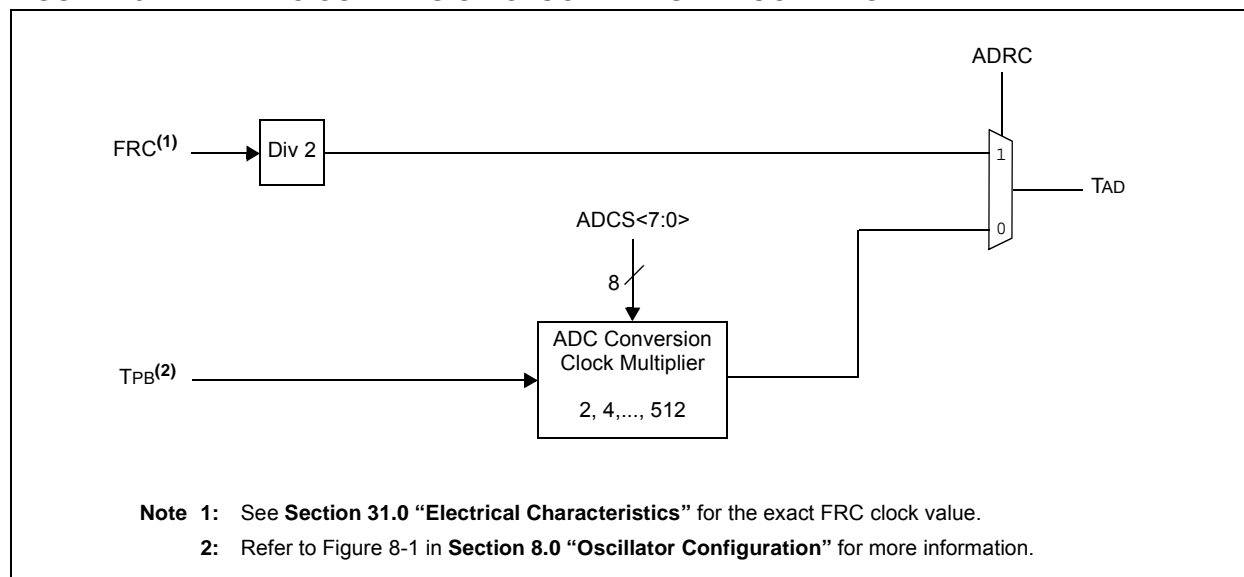 ADRC
FRC(1)
Div 2
1
TAD
ADCS<7:0>
0
8
ADC Conversion
Clock Multiplier
2, 4,..., 512
TPB(2)
Note 1: See Section 31.0 “Electrical Characteristics” for the exact FRC clock value.
2: Refer to Figure 8-1 in Section 8.0 “Oscillator Configuration” for more information.